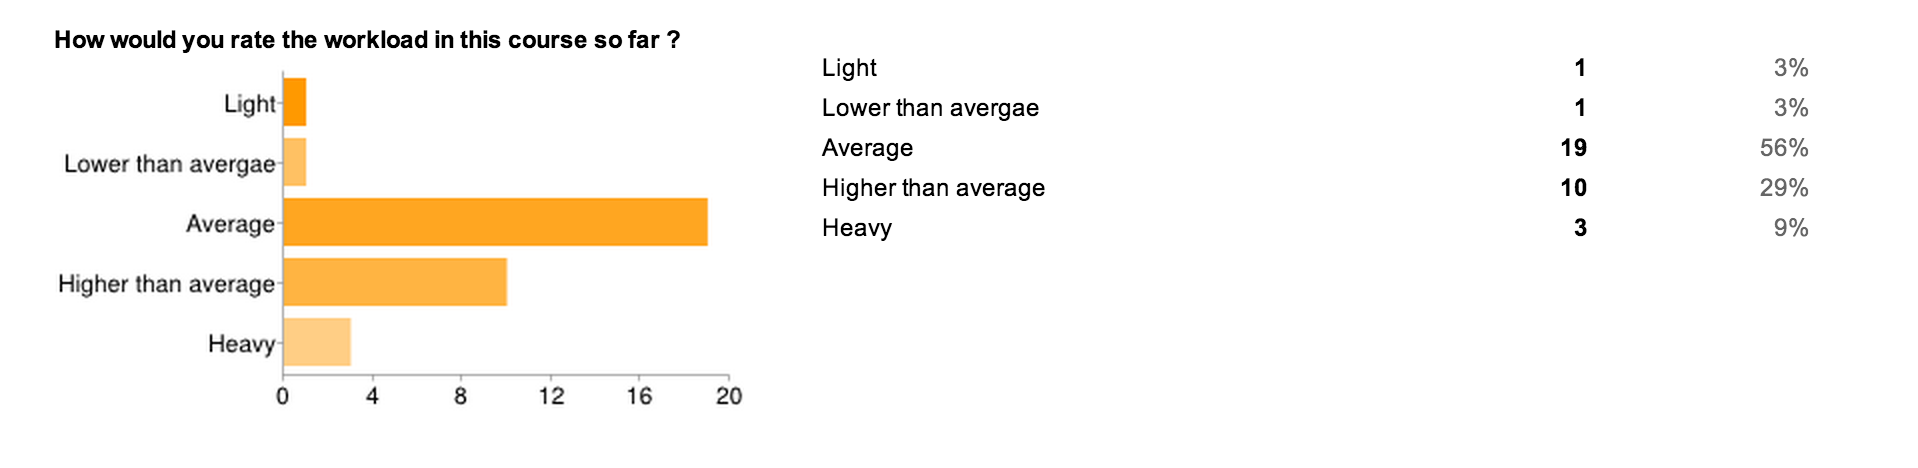 How would you rate the workload in this course so far ?
Light
Lower than avergae
Average
Higher than average
Heavy
0 4 8 12 16 20
Light 1 3%
Lower than avergae 1 3%
Average 19 56%
Higher than average 10 29%
Heavy 3 9%